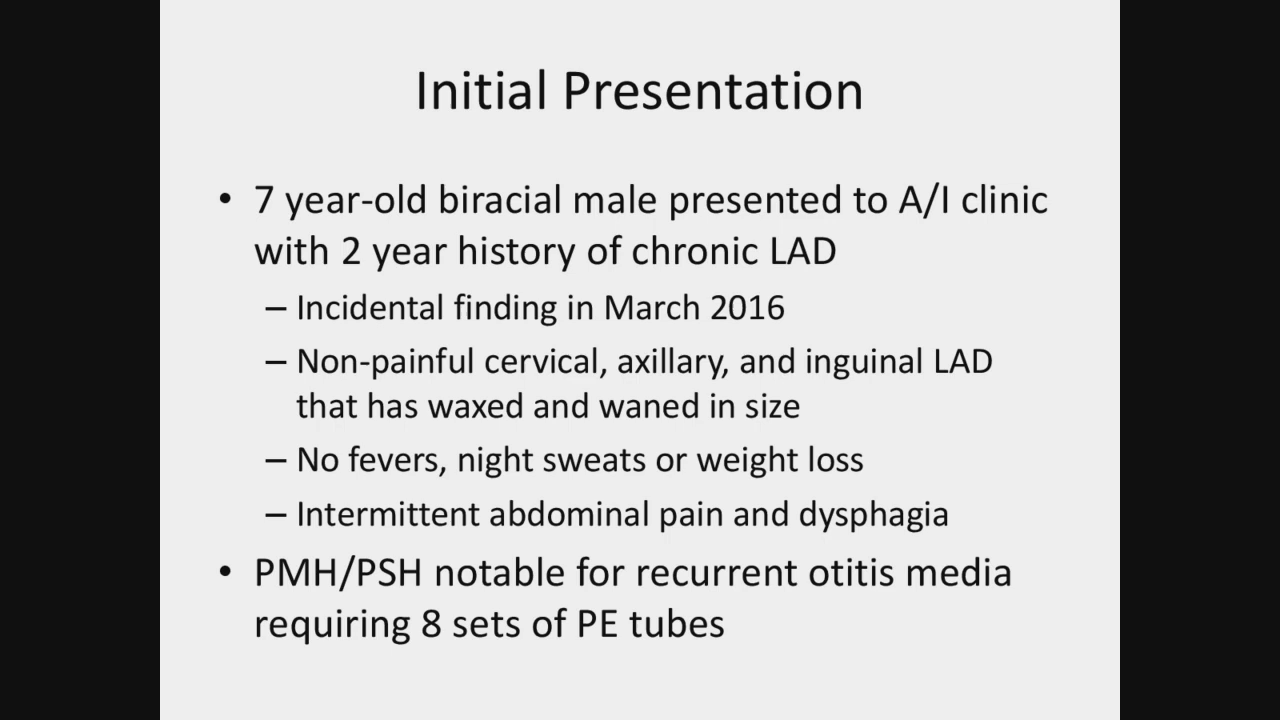 Initial Presentation
• 7 year-old biracial male presented to A/I clinic
with 2 year history of chronic LAD
– Incidental finding in March 2016
– Non-painful cervical, axillary, and inguinal LAD
that has waxed and waned in size
– No fevers, night sweats or weight loss
– Intermittent abdominal pain and dysphagia
• PMH/PSH notable for recurrent otitis media
requiring 8 sets of PE tubes